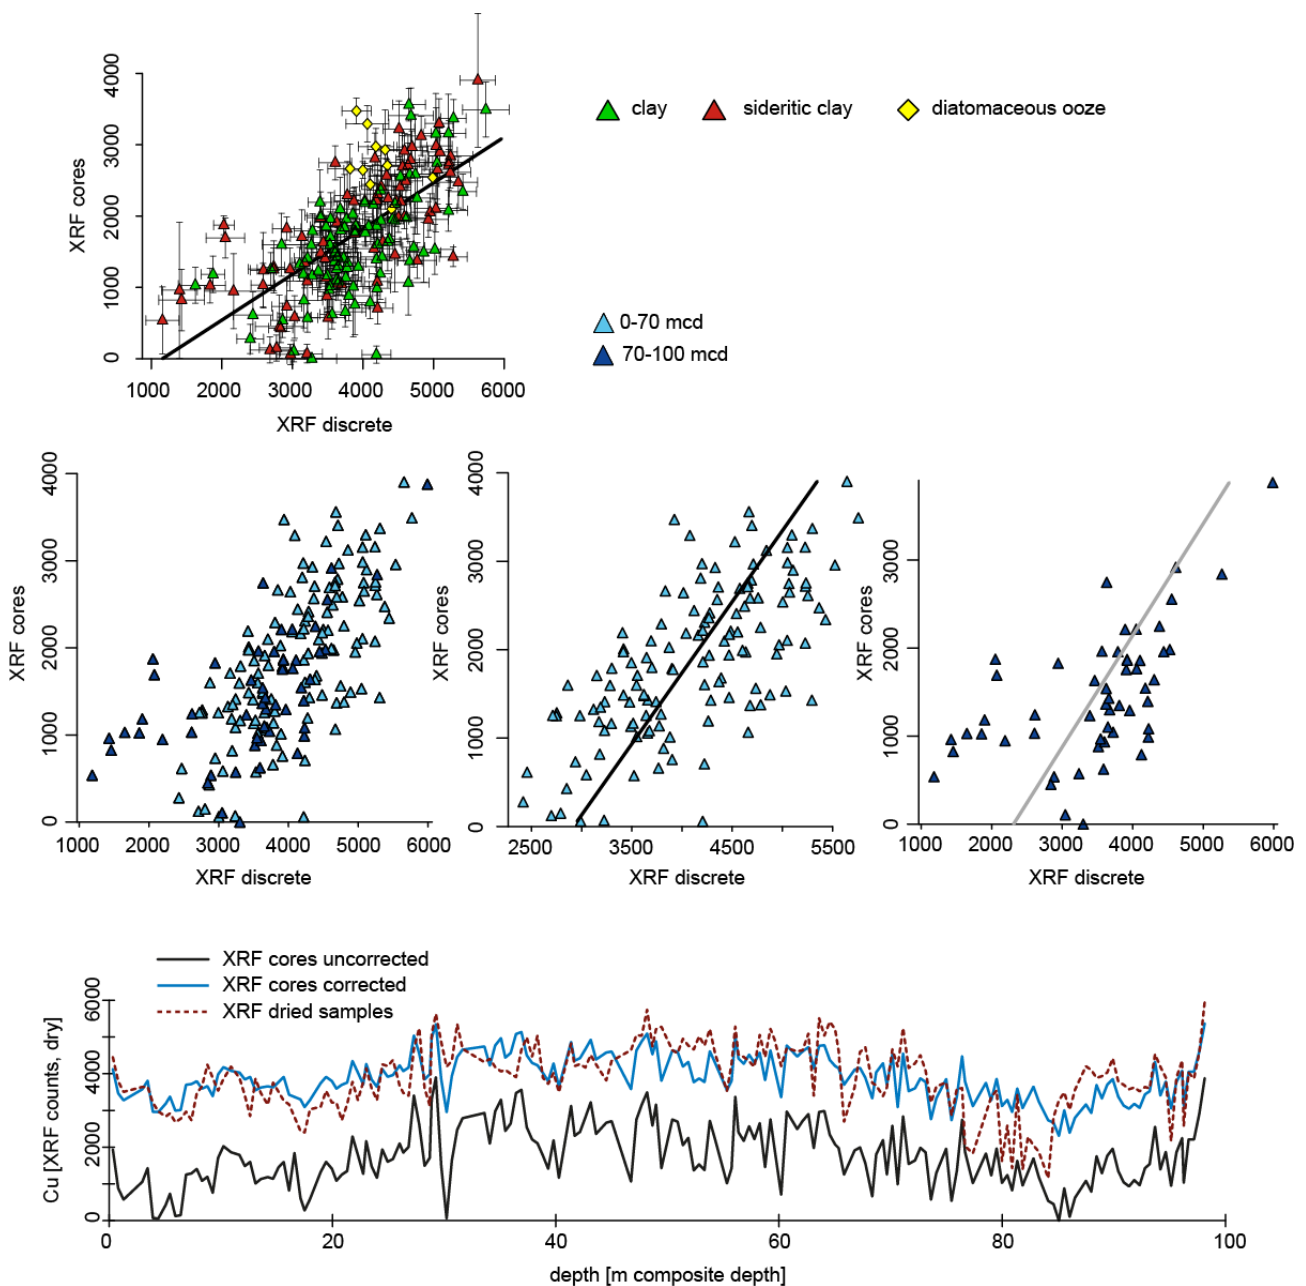 4000
3000
2000
1000
0
XRF cores
1000 2000 3000 4000 5000 6000
XRF discrete
clay sideritic clay diatomaceous ooze
0-70 mcd
70-100 mcd
4000
3000
2000
1000
0
XRF cores
1000 2000 3000 4000 5000 6000
XRF discrete
4000
3000
2000
1000
0
XRF cores
2500 3500 4500 5500
XRF discrete
3000
2000
1000
0
XRF cores
1000 2000 3000 4000 5000 6000
XRF discrete
XRF cores uncorrected
XRF cores corrected
XRF dried samples
6000
4000
2000
0
Cu [XRF counts, dry]
0 20 40 60 80 100
depth [m composite depth]